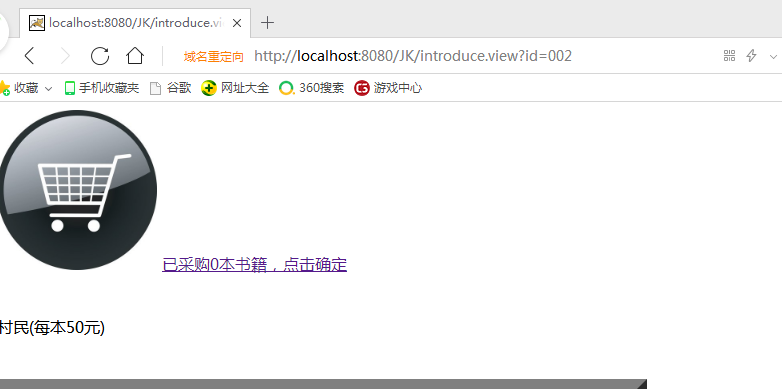 localhost:8080/JK/introduce.vi
域名重定向 http://localhost:8080/JK/introduce.view?id=002
收藏 手机收藏夹 谷歌 网址大全 360搜索 游戏中心
已采购0本书籍，点击确定
村民(每本50元)